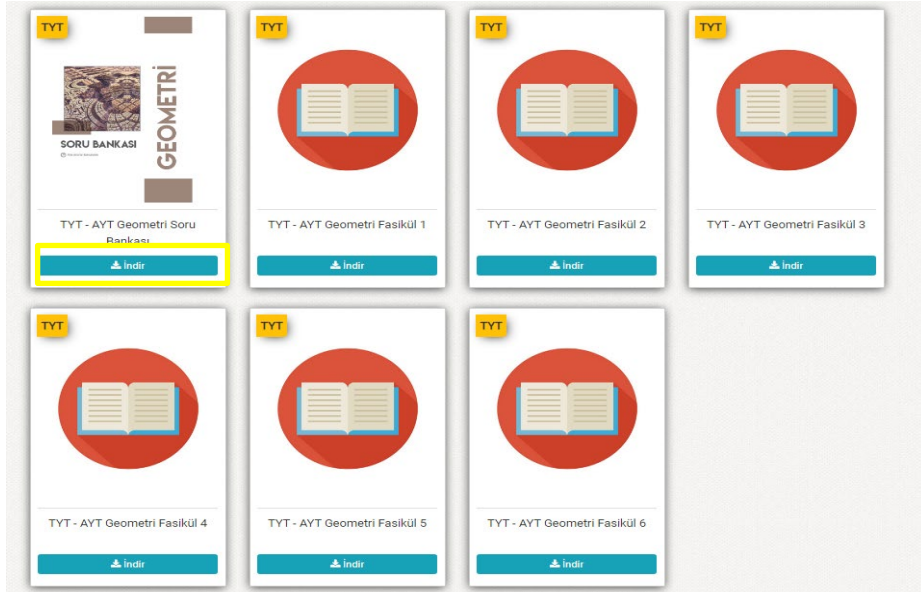 TYT
GEOMETRİ
SORU BANKASI
TYT - AYT Geometri Soru
Bankası
İndir
TYT
TYT - AYT Geometri Fasikül 1
İndir
TYT
TYT - AYT Geometri Fasikül 2
İndir
TYT
TYT - AYT Geometri Fasikül 3
İndir
TYT
TYT - AYT Geometri Fasikül 4
İndir
TYT
TYT - AYT Geometri Fasikül 5
İndir
TYT
TYT - AYT Geometri Fasikül 6
İndir